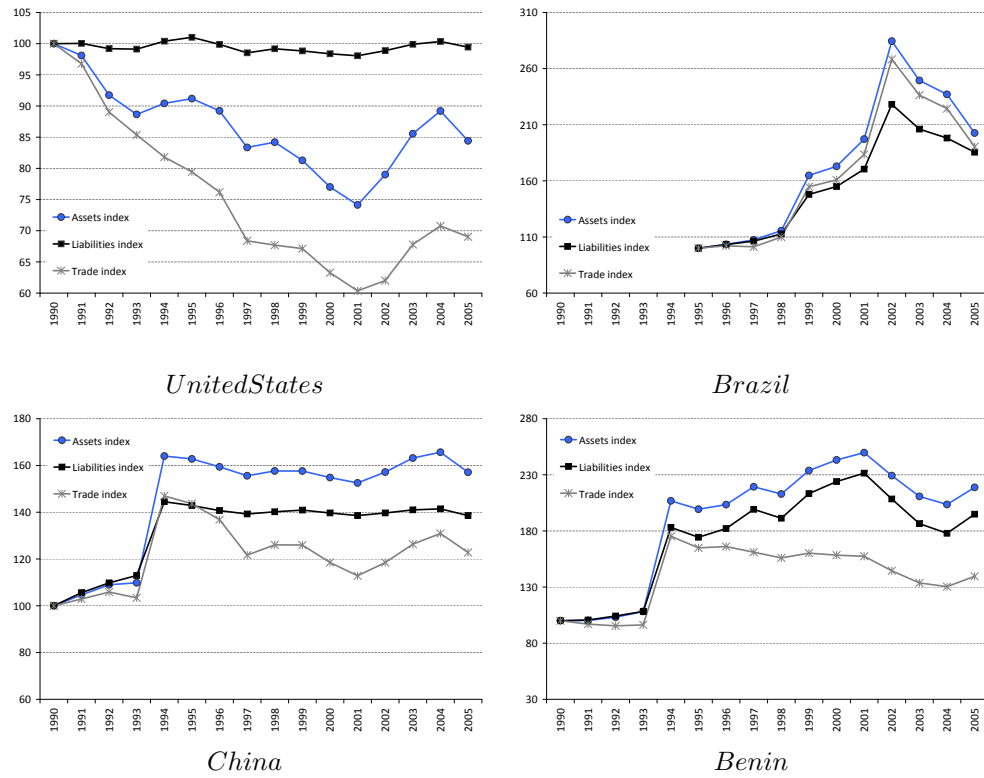 105
100
95
90
85
80
75
70
65
60
Assets index
Liabilities index
Trade index
1990 1991 1992 1993 1994 1995 1996 1997 1998 1999 2000 2001 2002 2003 2004 2005
UnitedStates
310
260
210
160
110
60
Assets index
Liabilities index
Trade index
1990 1991 1992 1993 1994 1995 1996 1997 1998 1999 2000 2001 2002 2003 2004 2005
Brazil
180
160
140
120
100
80
60
Assets index
Liabilities index
Trade index
1990 1991 1992 1993 1994 1995 1996 1997 1998 1999 2000 2001 2002 2003 2004 2005
China
280
230
180
130
80
30
Assets index
Liabilities index
Trade index
1990 1991 1992 1993 1994 1995 1996 1997 1998 1999 2000 2001 2002 2003 2004 2005
Benin